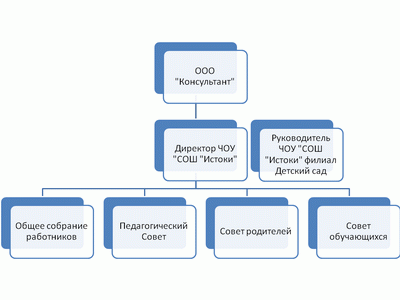 ООО
"Консультант"
Директор ЧОУ
"СОШ "Истоки"
Руководитель
ЧОУ "СОШ
"Истоки" филиал
Детский сад
Общее собрание
работников
Педагогический
Совет
Совет родителей
Совет
обучающихся